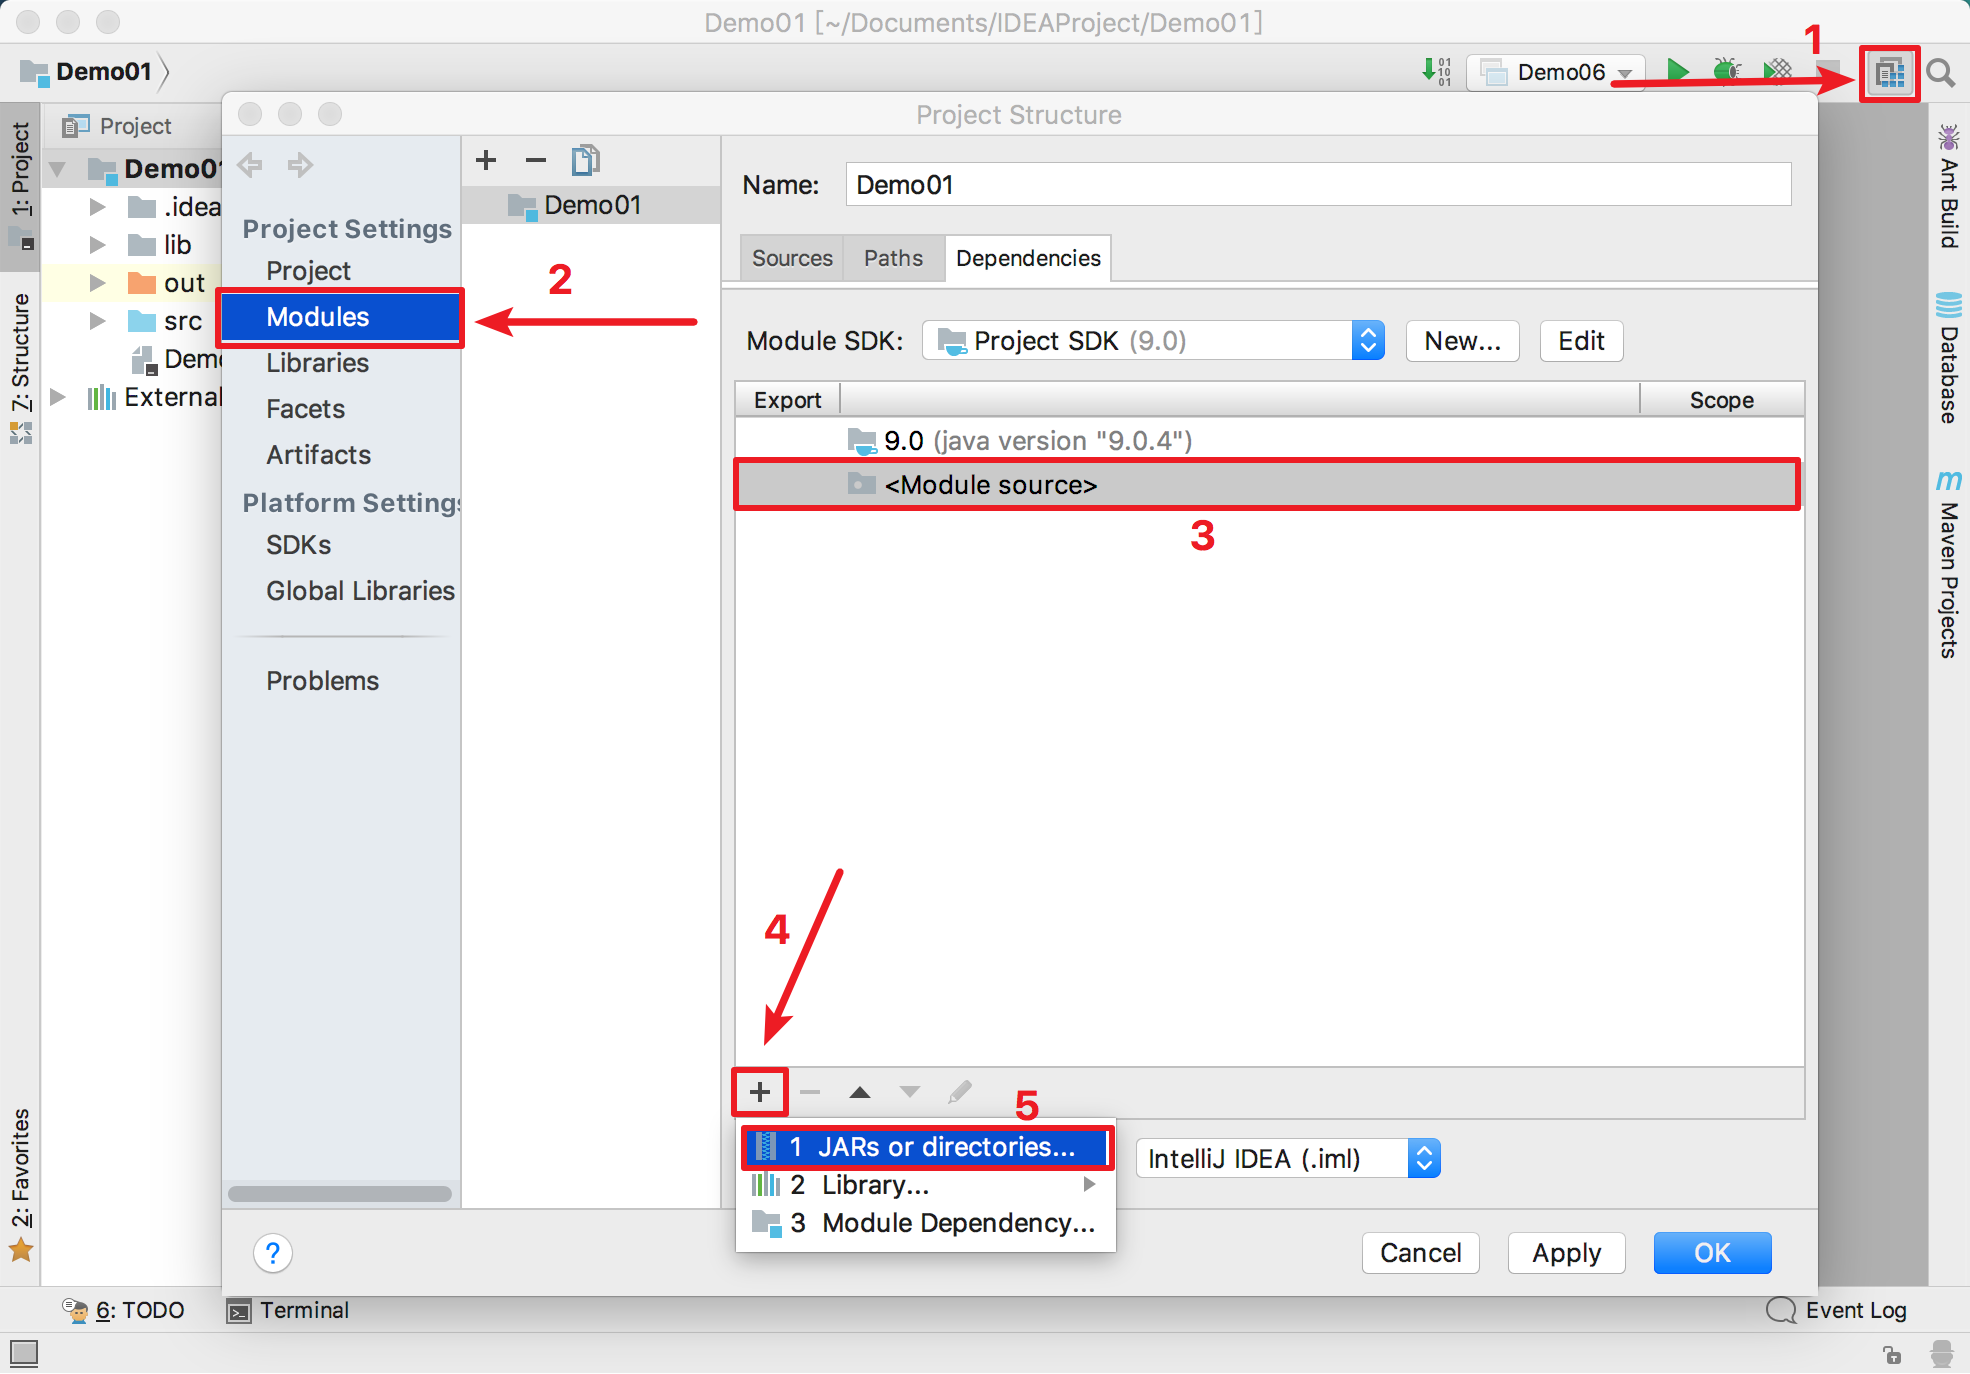 Demo01 [~/Documents/IDEAProject/Demo01]
1
Demo01
Demo06
Project Structure
1: Project
7: Structure
2: Favorites
Project
Demo01
.idea
lib
out
src
Demo
External
Project Settings
Project
Modules
Libraries
Facets
Artifacts
Platform Settings
SDKs
Global Libraries
Problems
Demo01
2
Name: Demo01
Sources Paths Dependencies
Module SDK: Project SDK (9.0) New... Edit
Export Scope
9.0 (java version "9.0.4")
<Module source>
3
4
5
1 JARs or directories...
2 Library...
3 Module Dependency...
IntelliJ IDEA (.iml)
? Cancel Apply OK
Ant Build
Database
m Maven Projects
6: TODO Terminal Event Log